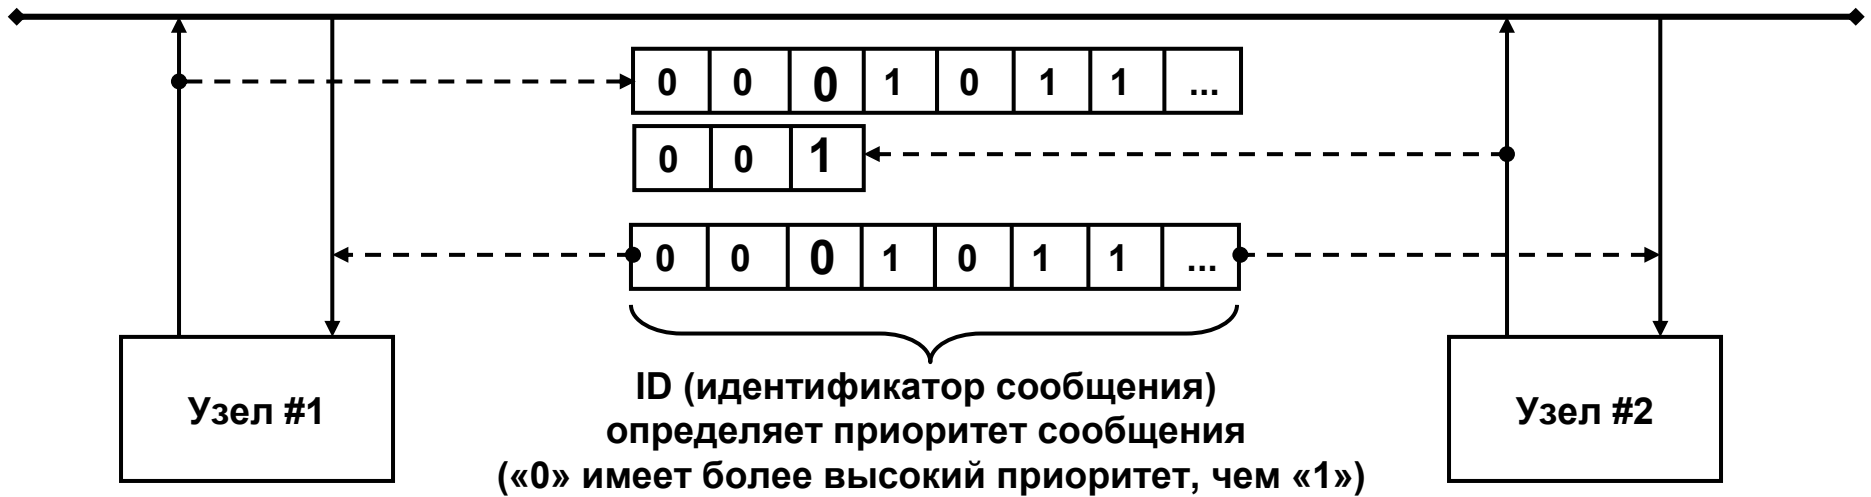 0 0 0 1 0 1 1 ...
0 0 1
0 0 0 1 0 1 1 ...
Узел #1
ID (идентификатор сообщения)
определяет приоритет сообщения
(«0» имеет более высокий приоритет, чем «1»)
Узел #2